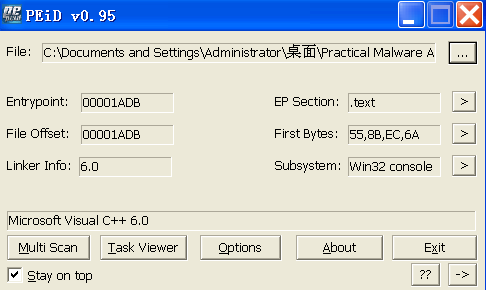 PEiD v0.95
File: C:\Documents and Settings\Administrator\桌面\Practical Malware A ...
Entrypoint: 00001ADB EP Section: .text >
File Offset: 00001ADB First Bytes: 55,8B,EC,6A >
Linker Info: 6.0 Subsystem: Win32 console >
Microsoft Visual C++ 6.0
Multi Scan Task Viewer Options About Exit
Stay on top ?? ->